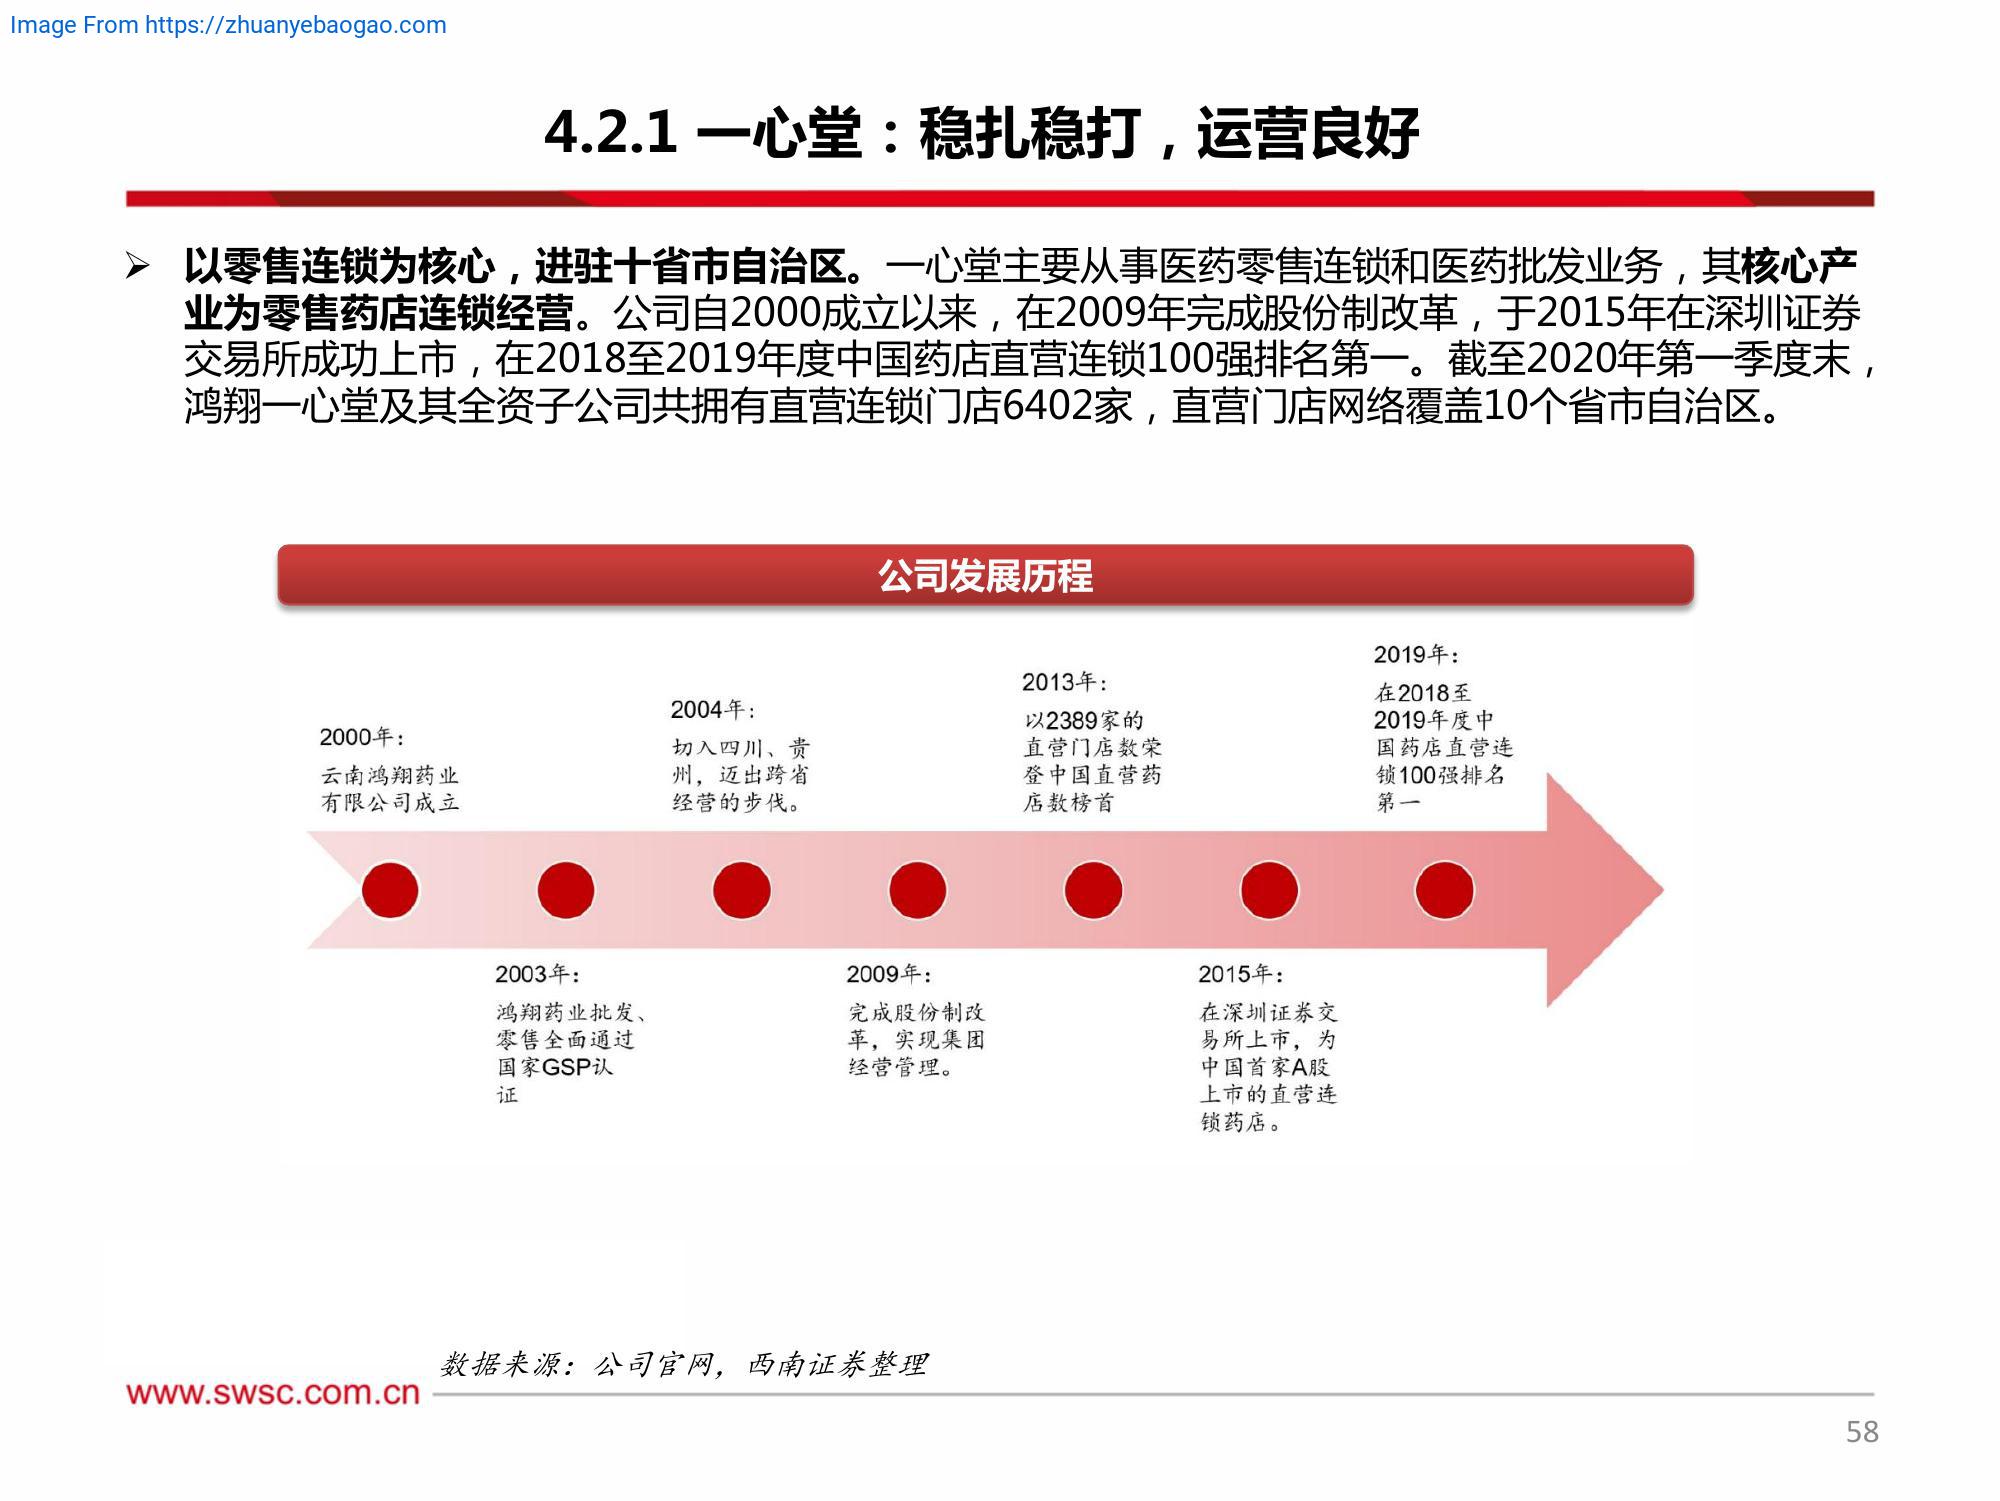 Image From https://zhuanyebaogao.com
4.2.1 一心堂：稳扎稳打，运营良好
➢ 以零售连锁为核心，进驻十省市自治区。一心堂主要从事医药零售连锁和医药批发业务，其核心产
业为零售药店连锁经营。公司自2000成立以来，在2009年完成股份制改革，于2015年在深圳证券
交易所成功上市，在2018至2019年度中国药店直营连锁100强排名第一。截至2020年第一季度末，
鸿翔一心堂及其全资子公司共拥有直营连锁门店6402家，直营门店网络覆盖10个省市自治区。
公司发展历程
2000年：
云南鸿翔药业
有限公司成立
2004年：
切入四川、贵
州，迈出跨省
经营的步伐。
2013年：
以2389家的
直营门店数荣
登中国直营药
店数榜首
2019年：
在2018至
2019年度中
国药店直营连
锁100强排名
第一
2003年：
鸿翔药业批发、
零售全面通过
国家GSP认
证
2009年：
完成股份制改
革，实现集团
经营管理。
2015年：
在深圳证券交
易所上市，为
中国首家A股
上市的直营连
锁药店。
数据来源：公司官网，西南证券整理
www.swsc.com.cn
58